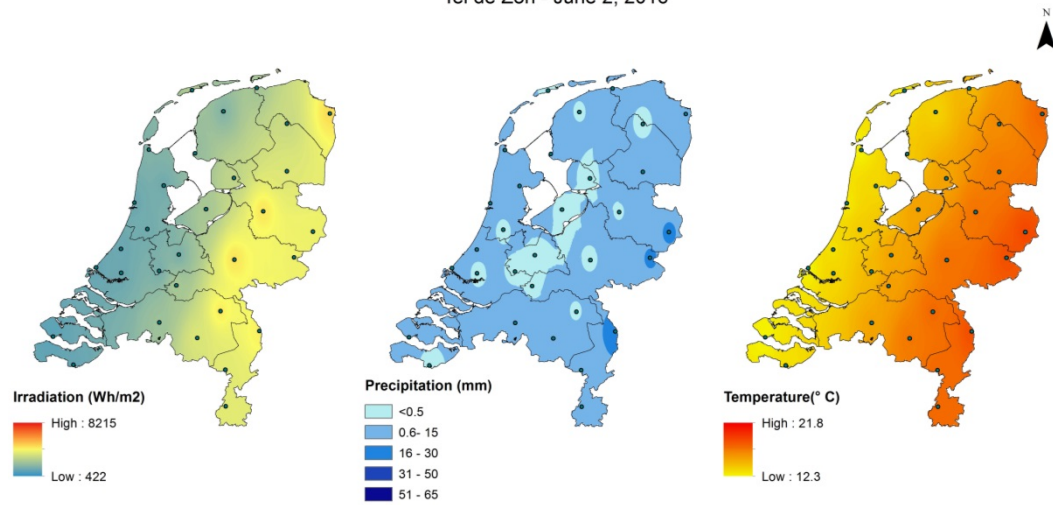 N
Irradiation (Wh/m2)
High : 8215
Low : 422
Precipitation (mm)
<0.5
0.6- 15
16 - 30
31 - 50
51 - 65
Temperature(° C)
High : 21.8
Low : 12.3